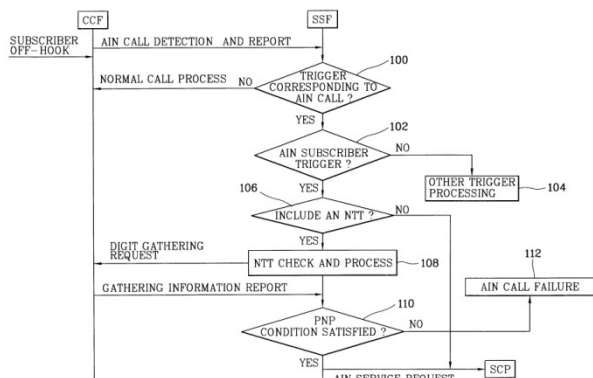 CCF
SSF
SUBSCRIBER
OFF-HOOK
AIN CALL DETECTION AND REPORT
100
TRIGGER
CORRESPONDING TO
AIN CALL ?
NORMAL CALL PROCESS
NO
YES
102
AIN SUBSCRIBER
TRIGGER ?
NO
YES
OTHER TRIGGER
PROCESSING
104
106
INCLUDE AN NTT ?
NO
YES
DIGIT GATHERING
REQUEST
NTT CHECK AND PROCESS
108
112
AIN CALL FAILURE
GATHERING INFORMATION REPORT
110
PNP
CONDITION SATISFIED ?
NO
YES
SCP
AIN SERVICE REQUEST